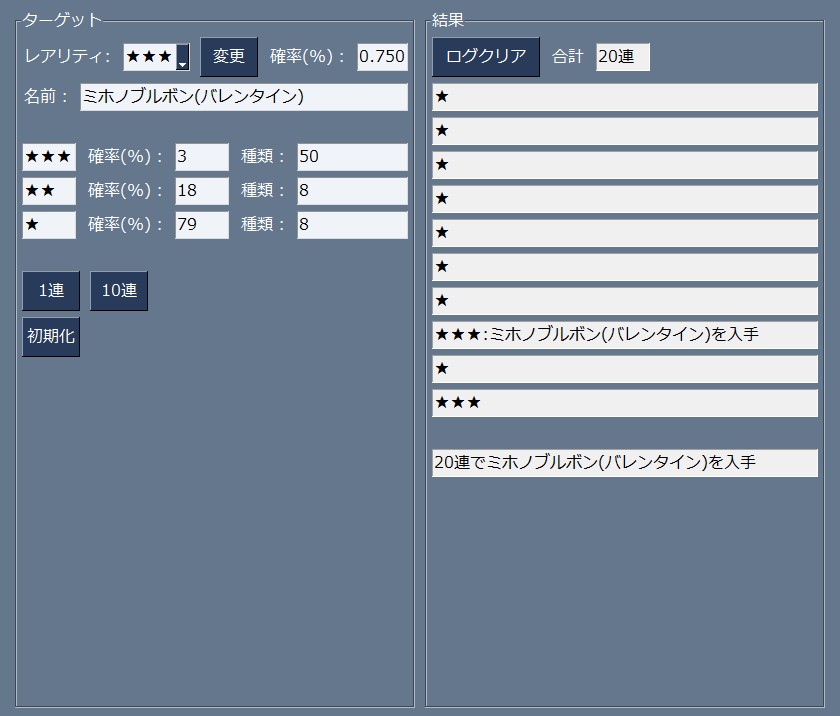 ターゲット
レアリティ： ★★★ 変更 確率(%)： 0.750
名前： ミホノブルボン(バレンタイン)
★★★ 確率(%)： 3 種類： 50
★★ 確率(%)： 18 種類： 8
★ 確率(%)： 79 種類： 8
1連 10連
初期化
結果
ログクリア 合計 20連
★
★
★
★
★
★
★
★★★:ミホノブルボン(バレンタイン)を入手
★
★★★
20連でミホノブルボン(バレンタイン)を入手